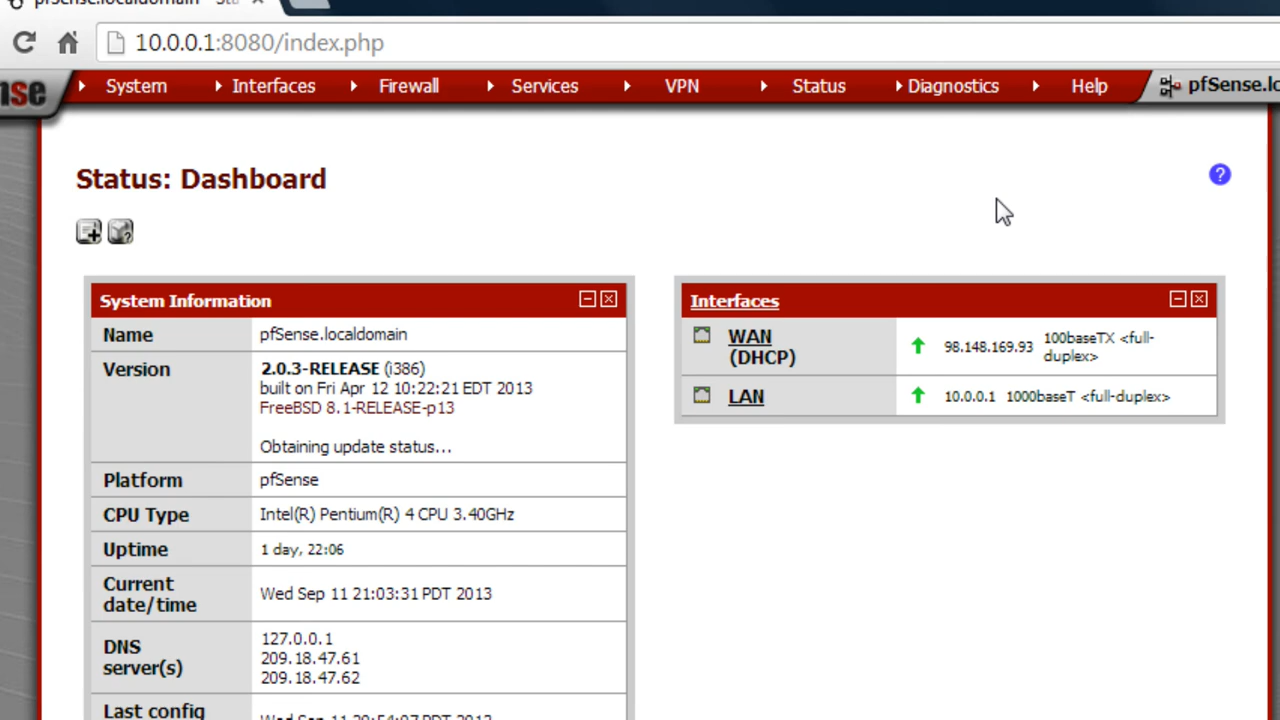 10.0.0.1:8080/index.php
System Interfaces Firewall Services VPN Status Diagnostics Help
Status: Dashboard
?
System Information
Name pfSense.localdomain
Version 2.0.3-RELEASE (i386)
built on Fri Apr 12 10:22:21 EDT 2013
FreeBSD 8.1-RELEASE-p13
Obtaining update status...
Platform pfSense
CPU Type Intel(R) Pentium(R) 4 CPU 3.40GHz
Uptime 1 day, 22:06
Current
date/time
Wed Sep 11 21:03:31 PDT 2013
DNS
server(s)
127.0.0.1
209.18.47.61
209.18.47.62
Last config
Interfaces
WAN
(DHCP)
98.148.169.93
100baseTX <full-
duplex>
LAN 10.0.0.1 1000baseT <full-duplex>